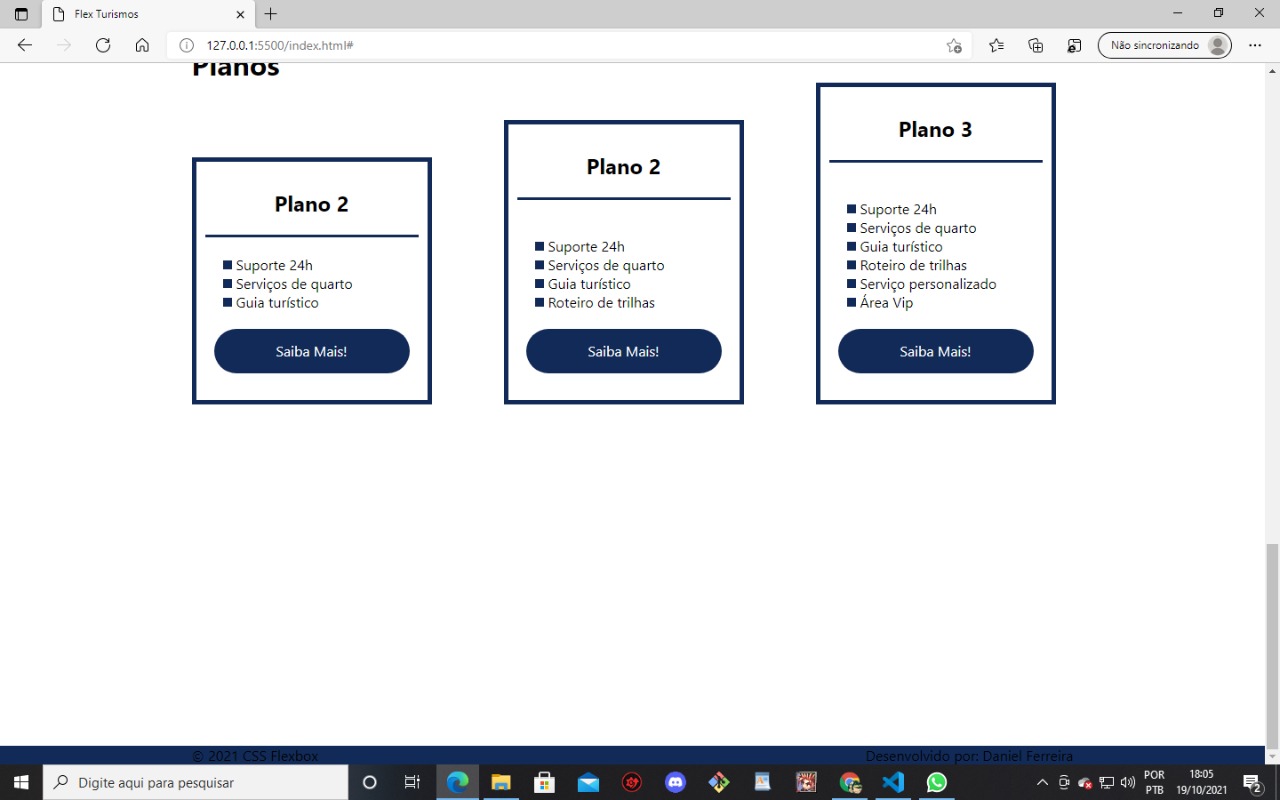 Flex Turismos
127.0.0.1:5500/index.html#
Não sincronizando
Planos
Plano 2
Suporte 24h
Serviços de quarto
Guia turístico
Saiba Mais!
Plano 2
Suporte 24h
Serviços de quarto
Guia turístico
Roteiro de trilhas
Saiba Mais!
Plano 3
Suporte 24h
Serviços de quarto
Guia turístico
Roteiro de trilhas
Serviço personalizado
Área Vip
Saiba Mais!
© 2021 CSS Flexbox
Desenvolvido por: Daniel Ferreira
Digite aqui para pesquisar
POR
PTB
18:05
19/10/2021
2